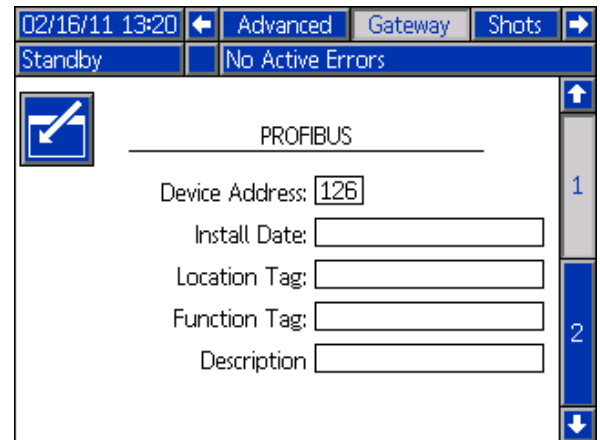 02/16/11 13:20 Advanced Gateway Shots
Standby No Active Errors
PROFIBUS
1
Device Address: 126
Install Date:
Location Tag:
Function Tag:
2
Description